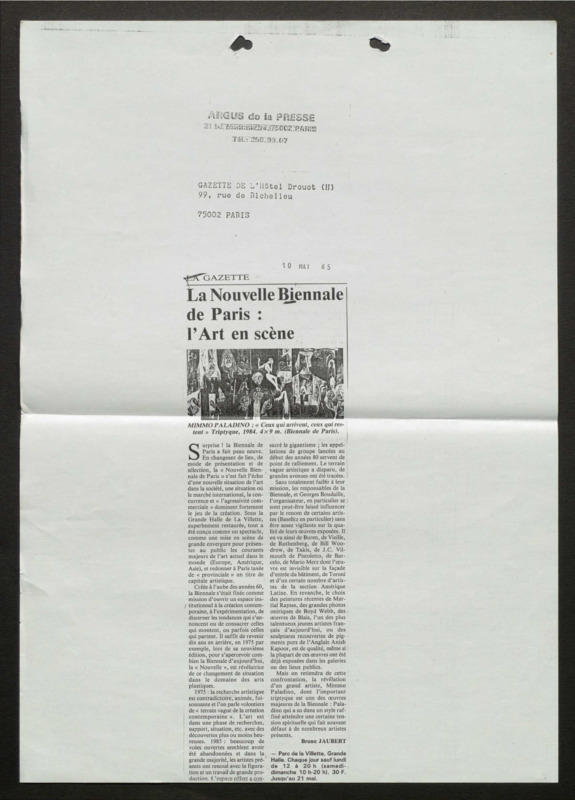 ARGUS de la PRESSE
75002 PARIS
GAZETTE DE L'Hôtel Drouot (H)
99, rue de Richelieu
75002 PARIS
10 MAI 85
LA GAZETTE
La Nouvelle Biennale
de Paris :
l'Art en scène
MIMMO PALADINO : « Ceux qui arrivent, ceux qui res-
tent » Triptyque, 1984. 4×9 m. (Biennale de Paris).
Surprise ! la Biennale de
Paris a fait peau neuve.
En changeant de lieu, de
mode de présentation et de
sélection, la « Nouvelle Bien-
nale de Paris » s'est fait l'écho
d'une nouvelle situation de l'art
dans la société, une situation où
le marché international, la con-
currence et « l'agressivité com-
merciale » dominent fortement
le jeu de la création. Sous la
Grande Halle de La Villette,
superbement restaurée, tout a
été conçu comme un spectacle,
comme une mise en scène de
grande envergure pour présen-
ter au public les courants
majeurs de l'art actuel dans le
monde (Europe, Amérique,
Asie), et redonner à Paris taxée
de « provinciale » un titre de
capitale artistique.
Créée à l'aube des années 60,
la Biennale s'était fixée comme
mission d'ouvrir un espace ins-
titutionnel à la création contem-
poraine, à l'expérimentation, de
discerner les tendances qui s'an-
noncent ou de consacrer celles
qui montent, ou parfois celles
qui partent. Il suffit de revenir
dix ans en arrière, en 1975 par
exemple, lors de sa neuvième
édition, pour s'apercevoir com-
bien la Biennale d'aujourd'hui,
la « Nouvelle », est révélatrice
de ce changement de situation
dans le domaine des arts
plastiques.
1975 : la recherche artistique
est contradictoire, animée, foi-
sonnante et l'on parle volontiers
de « terrain vague de la création
contemporaine ». L'art est
dans une phase de recherches,
support, situation, etc. avec des
découvertes plus ou moins heu-
reuses. 1985 : beaucoup de
voies ouvertes semblent avoir
été abandonnées et dans la
grande majorité, les artistes pré-
sents ont renoué avec la figura-
tion et un travail de grande pro-
duction. L'espace offert a con-
sacré le gigantisme ; les appel-
lations de groupe lancées au
début des années 80 servent de
point de ralliement. Le terrain
vague artistique a disparu, de
grandes avenues ont été tracées.
Sans totalement faillir à leur
mission, les responsables de la
Biennale, et Georges Boudaille,
l'organisateur, en particulier se
sont peut-être laissé influencer
par le renom de certains artis-
tes (Baselitz en particulier) sans
être assez vigilants sur la qua-
lité de leurs œuvres exposées. Il
en va ainsi de Buren, de Vieille,
de Rothenberg, de Bill Woo-
drow, de Takis, de J.C. Vil-
mouth de Pistoletto, de Bar-
celo, de Mario Merz dont l'œu-
vre est invisible sur la façade
d'entrée du bâtiment, de Toroni
et d'un certain nombre d'artis-
tes de la section Amérique
Latine. En revanche, le choix
des peintures récentes de Mar-
tial Raysse, des grandes photos
oniriques de Boyd Webb, des
œuvres de Blais, l'un des plus
talentueux jeunes artistes fran-
çais d'aujourd'hui, ou des
sculptures recouvertes de pig-
ments purs de l'Anglais Anish
Kapoor, est de qualité, même si
la plupart de ces œuvres ont été
déjà exposées dans les galeries
ou des lieux publics.
Mais on retiendra de cette
confrontation, la révélation
d'un grand artiste, Mimmo
Paladino, dont l'important
triptyque est une des œuvres
majeures de la Biennale : Pala-
dino qui a su dans un style raf-
finé atteindre une certaine ten-
sion spirituelle qui fait souvent
défaut à de nombreux artistes
présents.
Bruno JAUBERT
— Parc de la Villette, Grande
Halle. Chaque jour sauf lundi
de 12 à 20 h (samedi-
dimanche 10 h-20 h). 30 F.
Jusqu'au 21 mai.